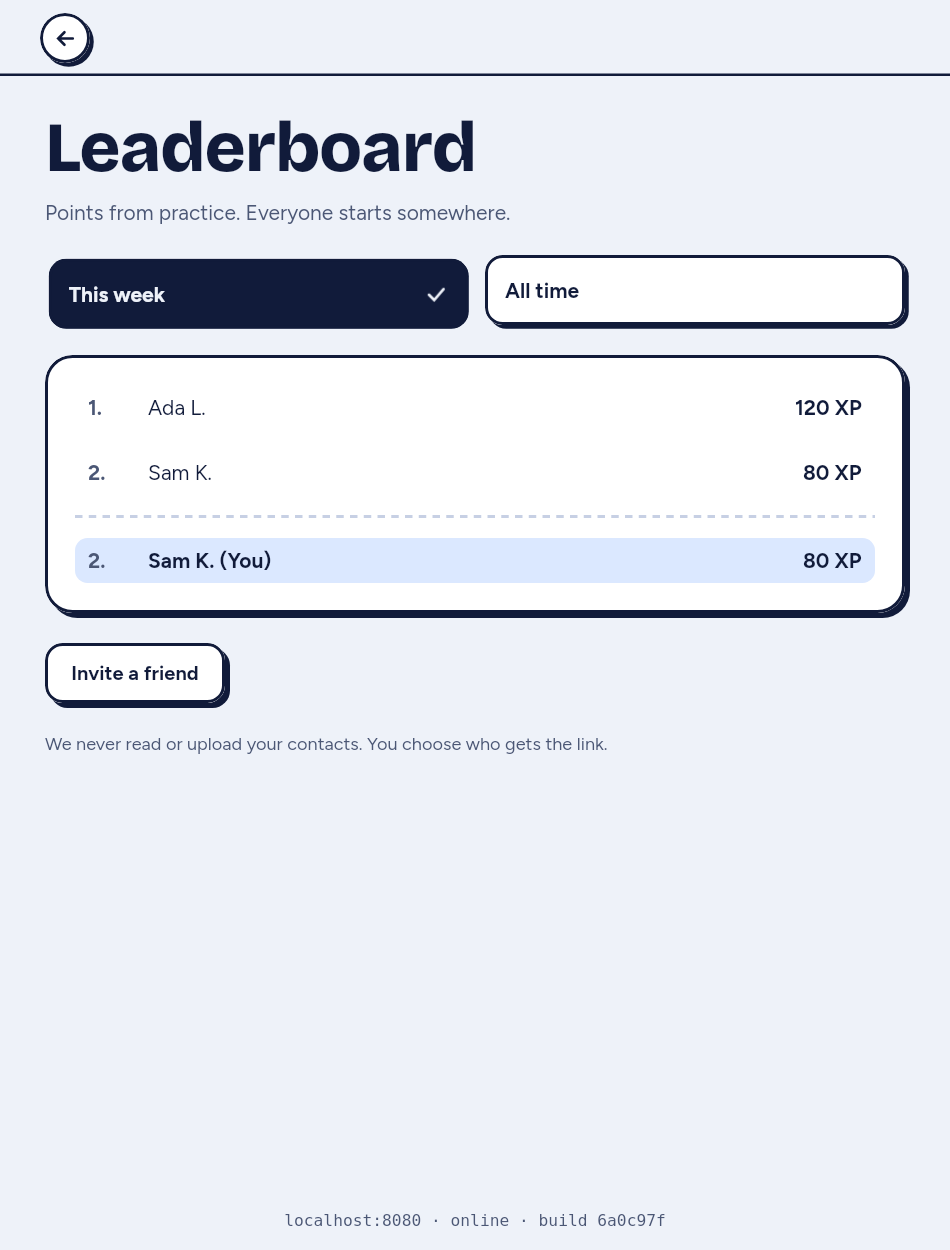 Leaderboard
Points from practice. Everyone starts somewhere.
This week
All time
1. Ada L. 120 XP
2. Sam K. 80 XP
2. Sam K. (You) 80 XP
Invite a friend
We never read or upload your contacts. You choose who gets the link.
localhost:8080 · online · build 6a0c97f